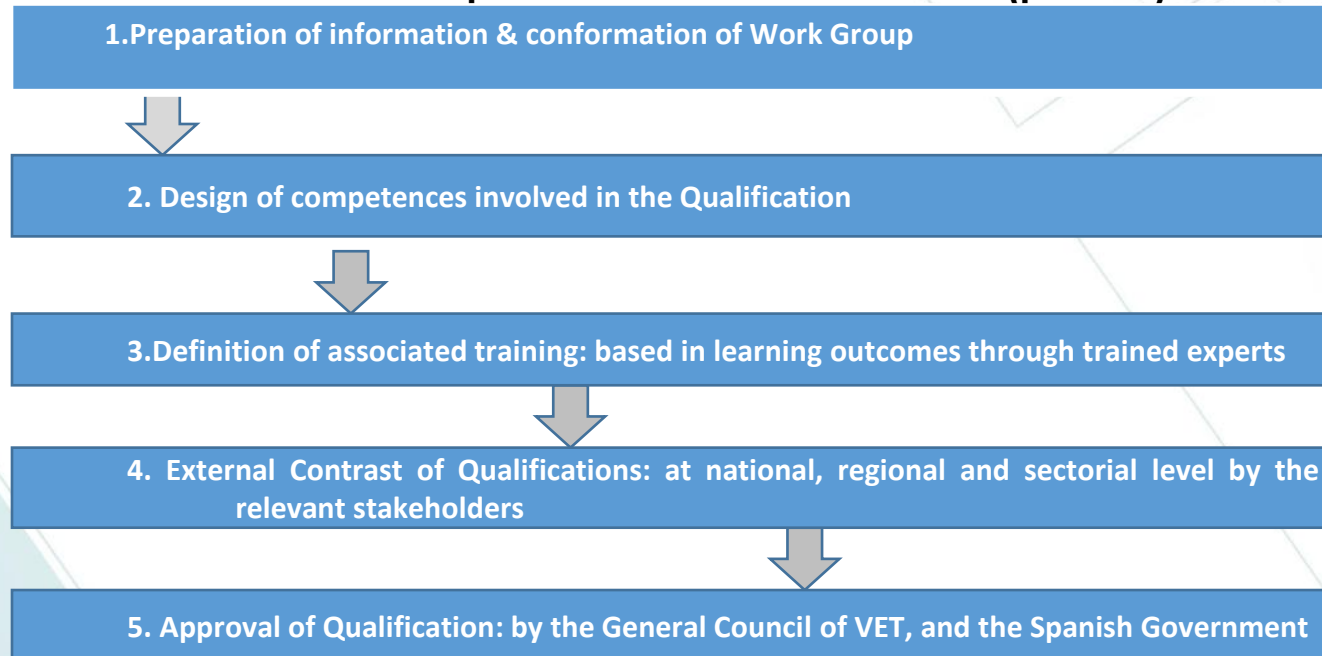 1.Preparation of information & conformation of Work Group
2. Design of competences involved in the Qualification
3.Definition of associated training: based in learning outcomes through trained experts
4. External Contrast of Qualifications: at national, regional and sectorial level by the
relevant stakeholders
5. Approval of Qualification: by the General Council of VET, and the Spanish Government